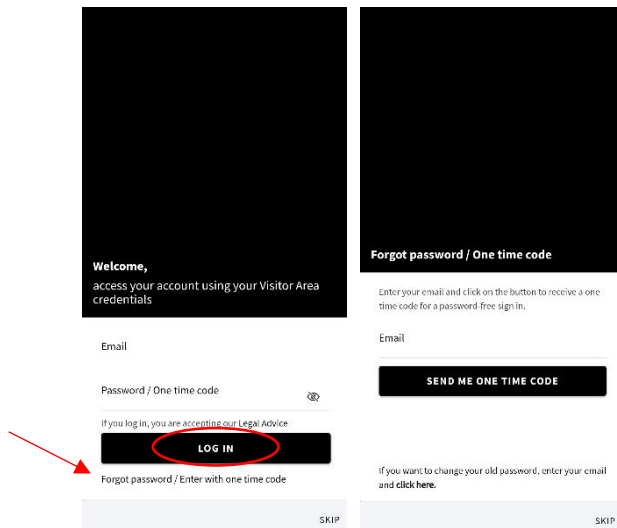 Welcome,
access your account using your Visitor Area
credentials
Email
Password / One time code
If you log in, you are accepting our Legal Advice
LOG IN
Forgot password / Enter with one time code
SKIP
Forgot password / One time code
Enter your email and click on the button to receive a one
time code for a password-free sign in.
Email
SEND ME ONE TIME CODE
If you want to change your old password, enter your email
and click here.
SKIP